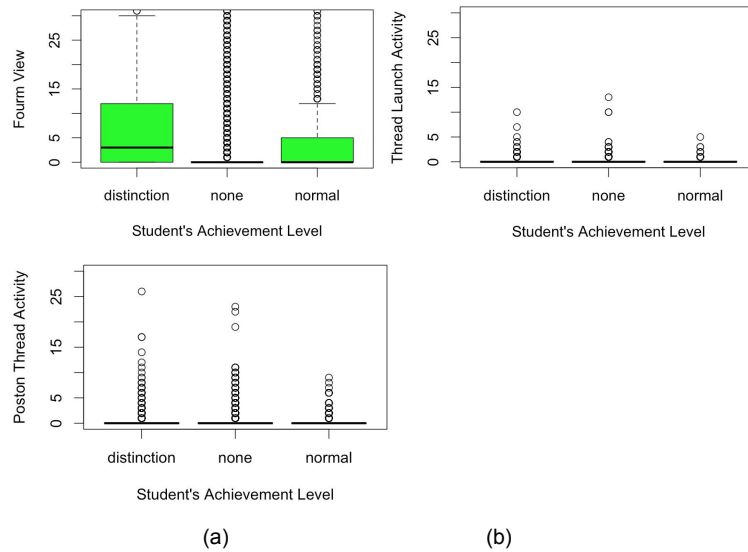 Fourm View
25
15
5
0
distinction none normal
Student's Achievement Level
Thread Launch Activity
25
15
5
0
distinction none normal
Student's Achievement Level
Poston Thread Activity
25
15
5
0
distinction none normal
Student's Achievement Level
(a) (b)